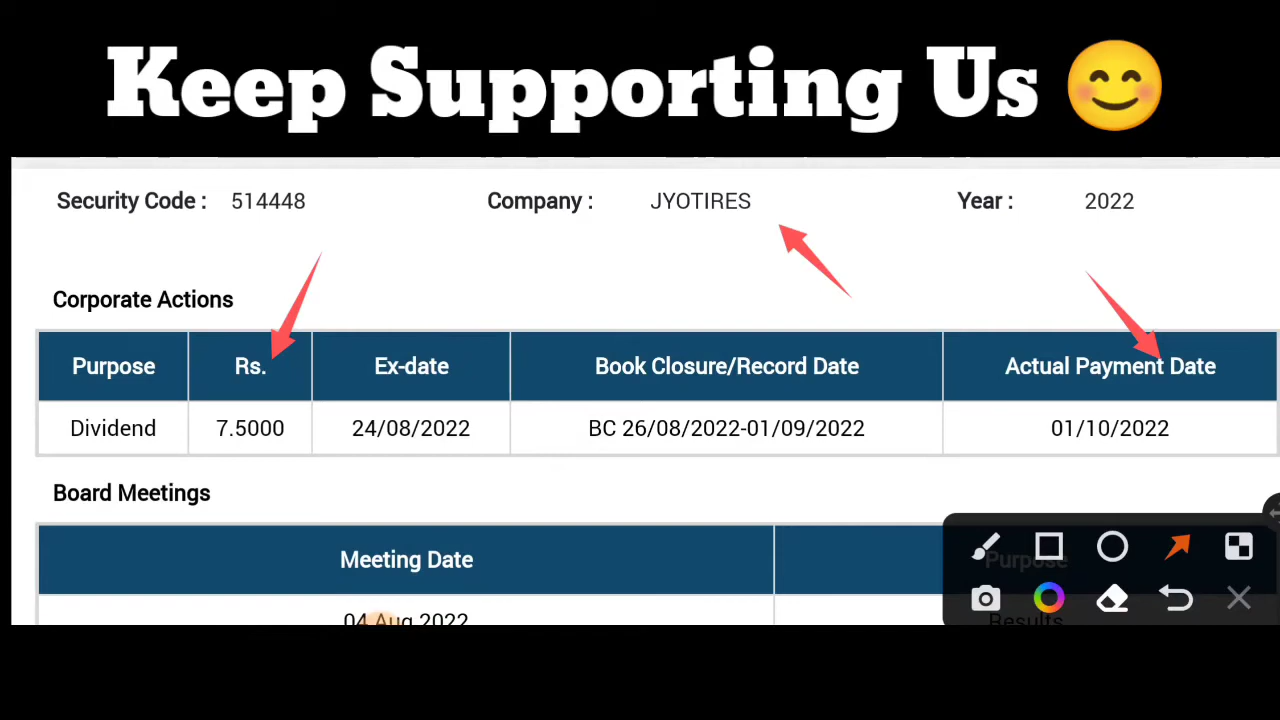 Keep Supporting Us 😊
Security Code : 514448 Company : JYOTIRES Year : 2022
Corporate Actions
Purpose Rs. Ex-date Book Closure/Record Date Actual Payment Date
Dividend 7.5000 24/08/2022 BC 26/08/2022-01/09/2022 01/10/2022
Board Meetings
Meeting Date Purpose
04 Aug 2022 Results